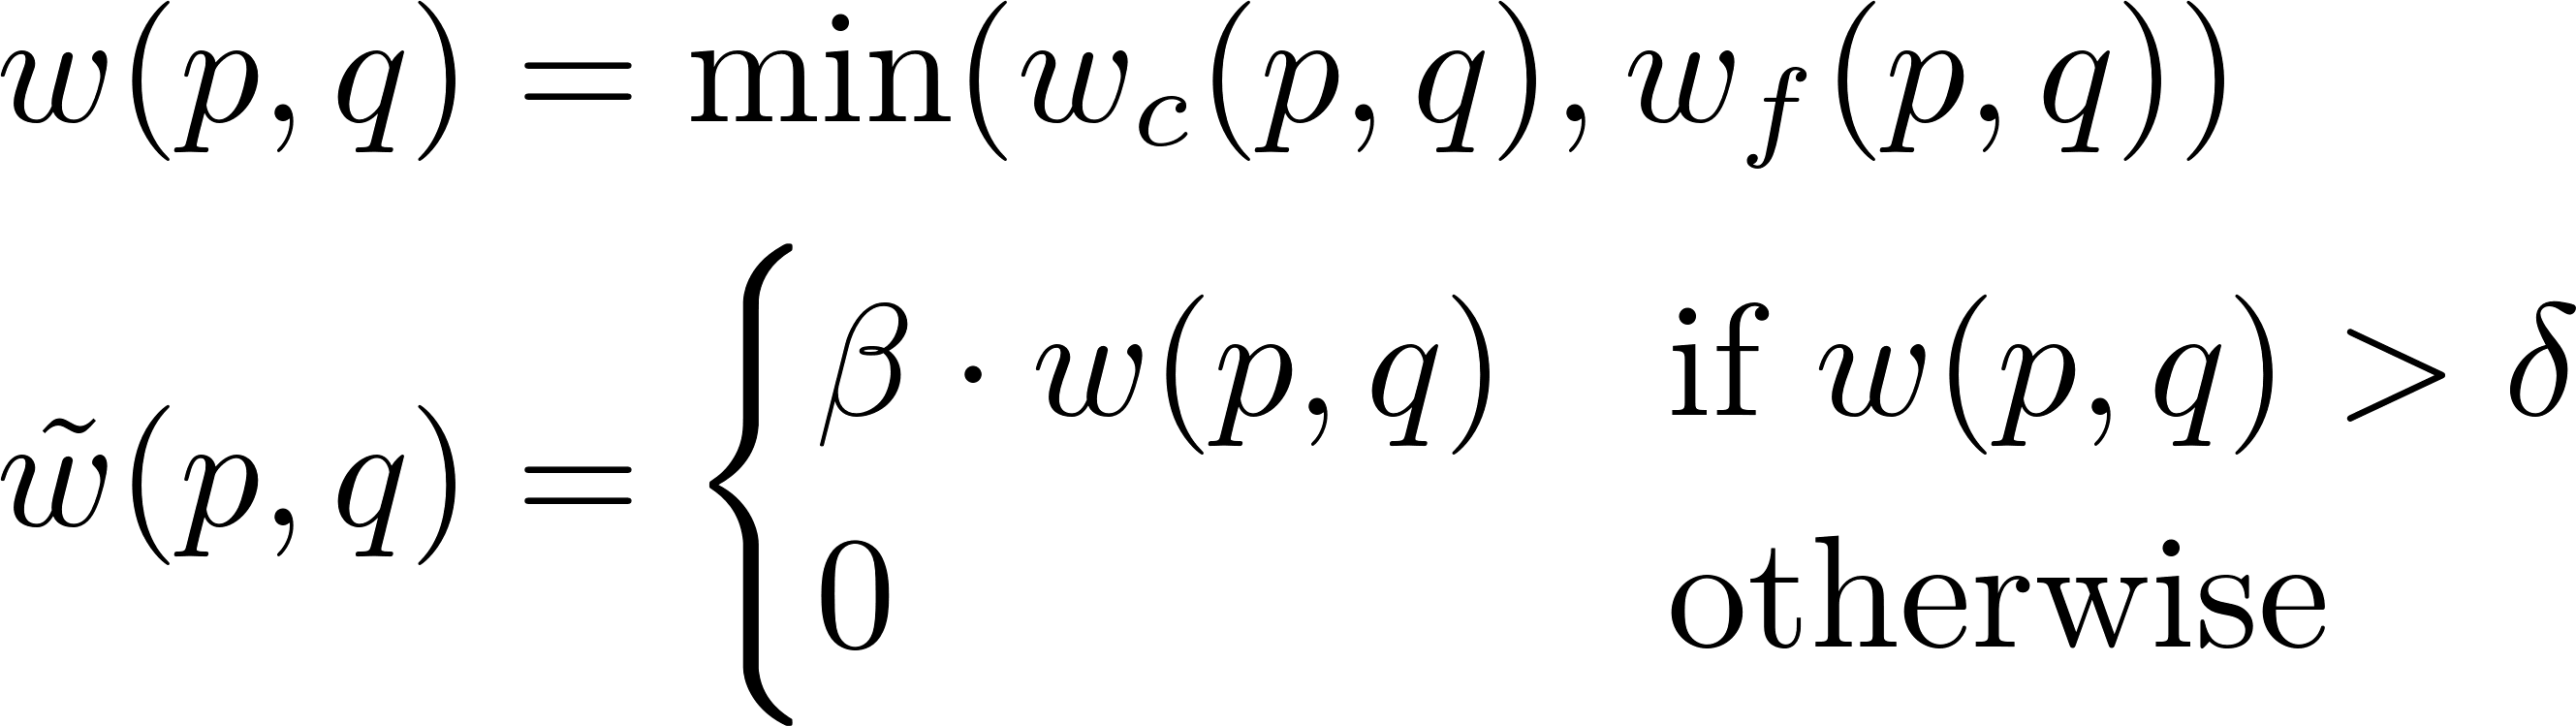 w(p, q) = min(w_c(p, q), w_f(p, q))
w̃(p, q) = { β · w(p, q) if w(p, q) > δ
0 otherwise